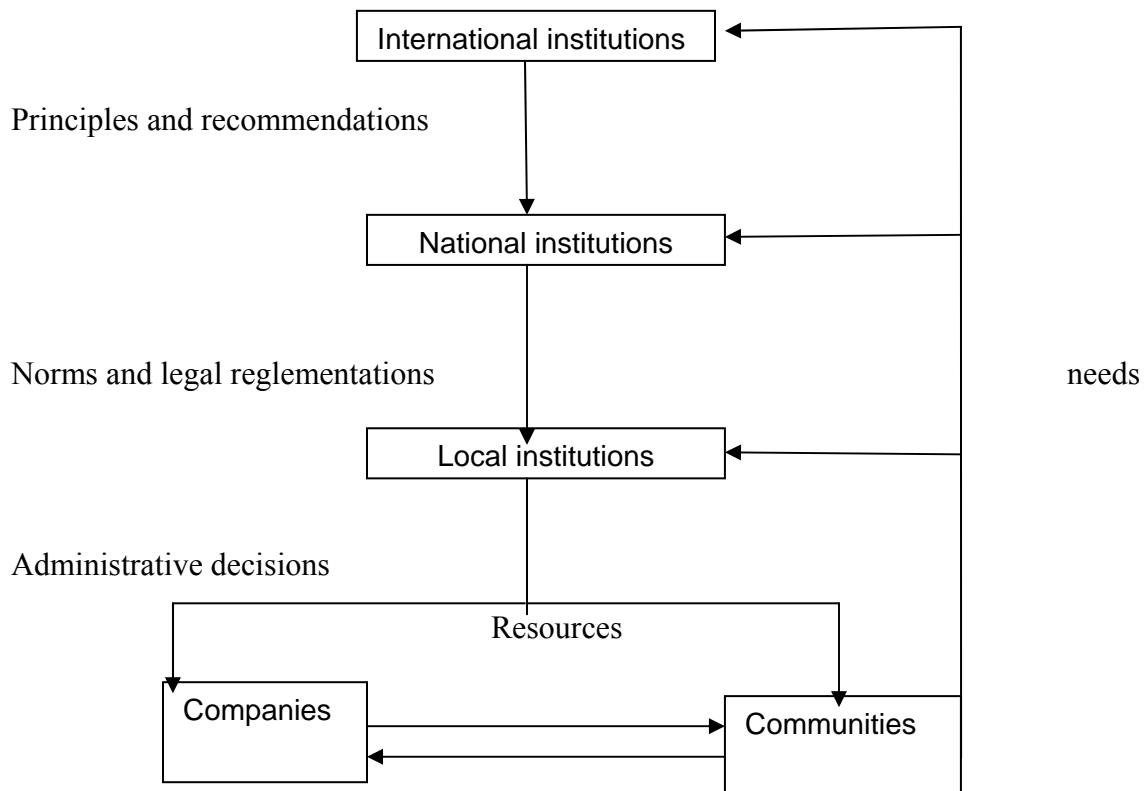 International institutions
Principles and recommendations
National institutions
Norms and legal reglementations
needs
Local institutions
Administrative decisions
Resources
Companies
Communities